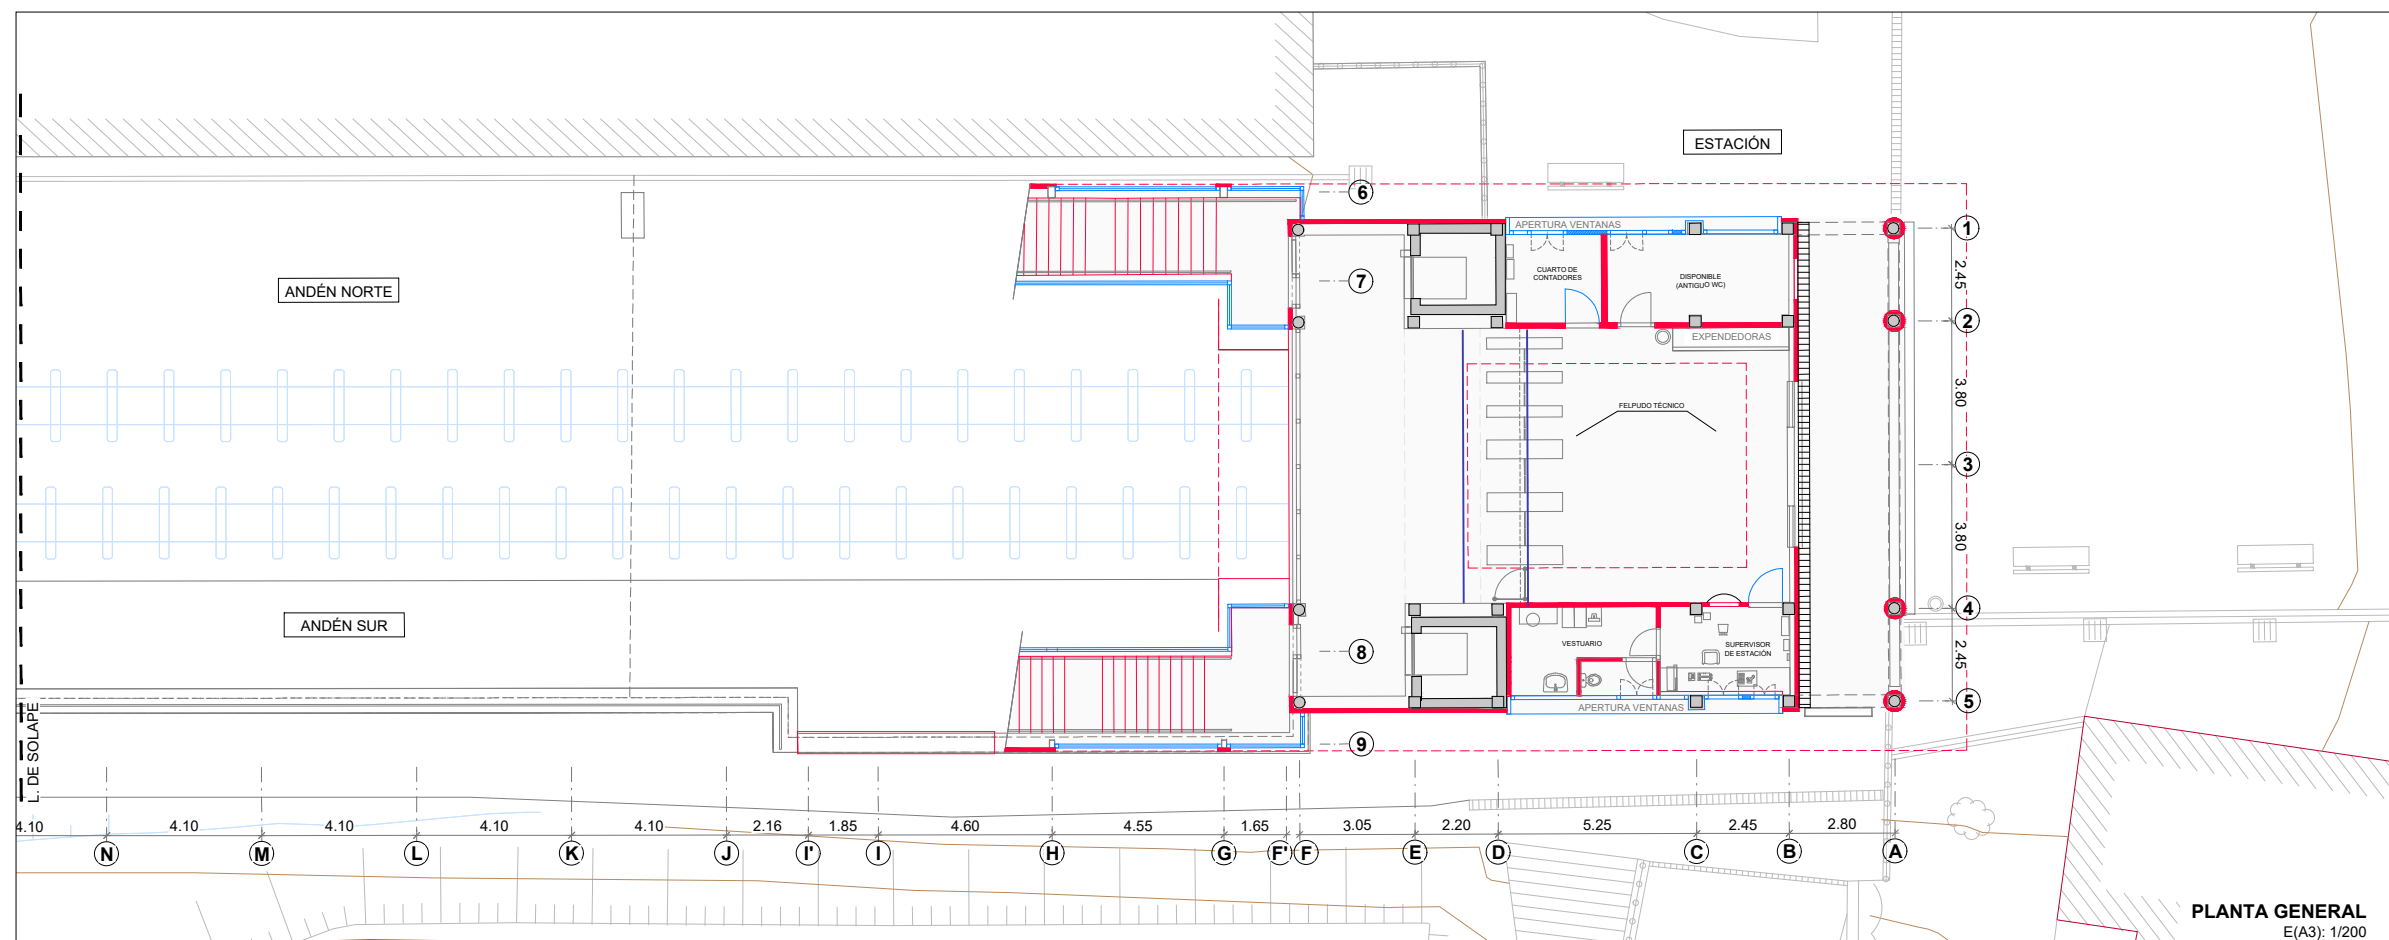 ESTACIÓN
6
APERTURA VENTANAS
1
CUARTO DE
CONTADORES
DISPONIBLE
(ANTIGUO WC)
2.45
7
ANDÉN NORTE
2
EXPENDEDORAS
3.80
FELPUDO TÉCNICO
3
3.80
4
ANDÉN SUR
VESTUARIO
SUPERVISOR
DE ESTACIÓN
2.45
8
5
APERTURA VENTANAS
9
L. DE SOLAPE
4.10 4.10 4.10 4.10 4.10 2.16 1.85 4.60 4.55 1.65 3.05 2.20 5.25 2.45 2.80
N M L K J I' I H G F' F E D C B A
PLANTA GENERAL
E(A3): 1/200